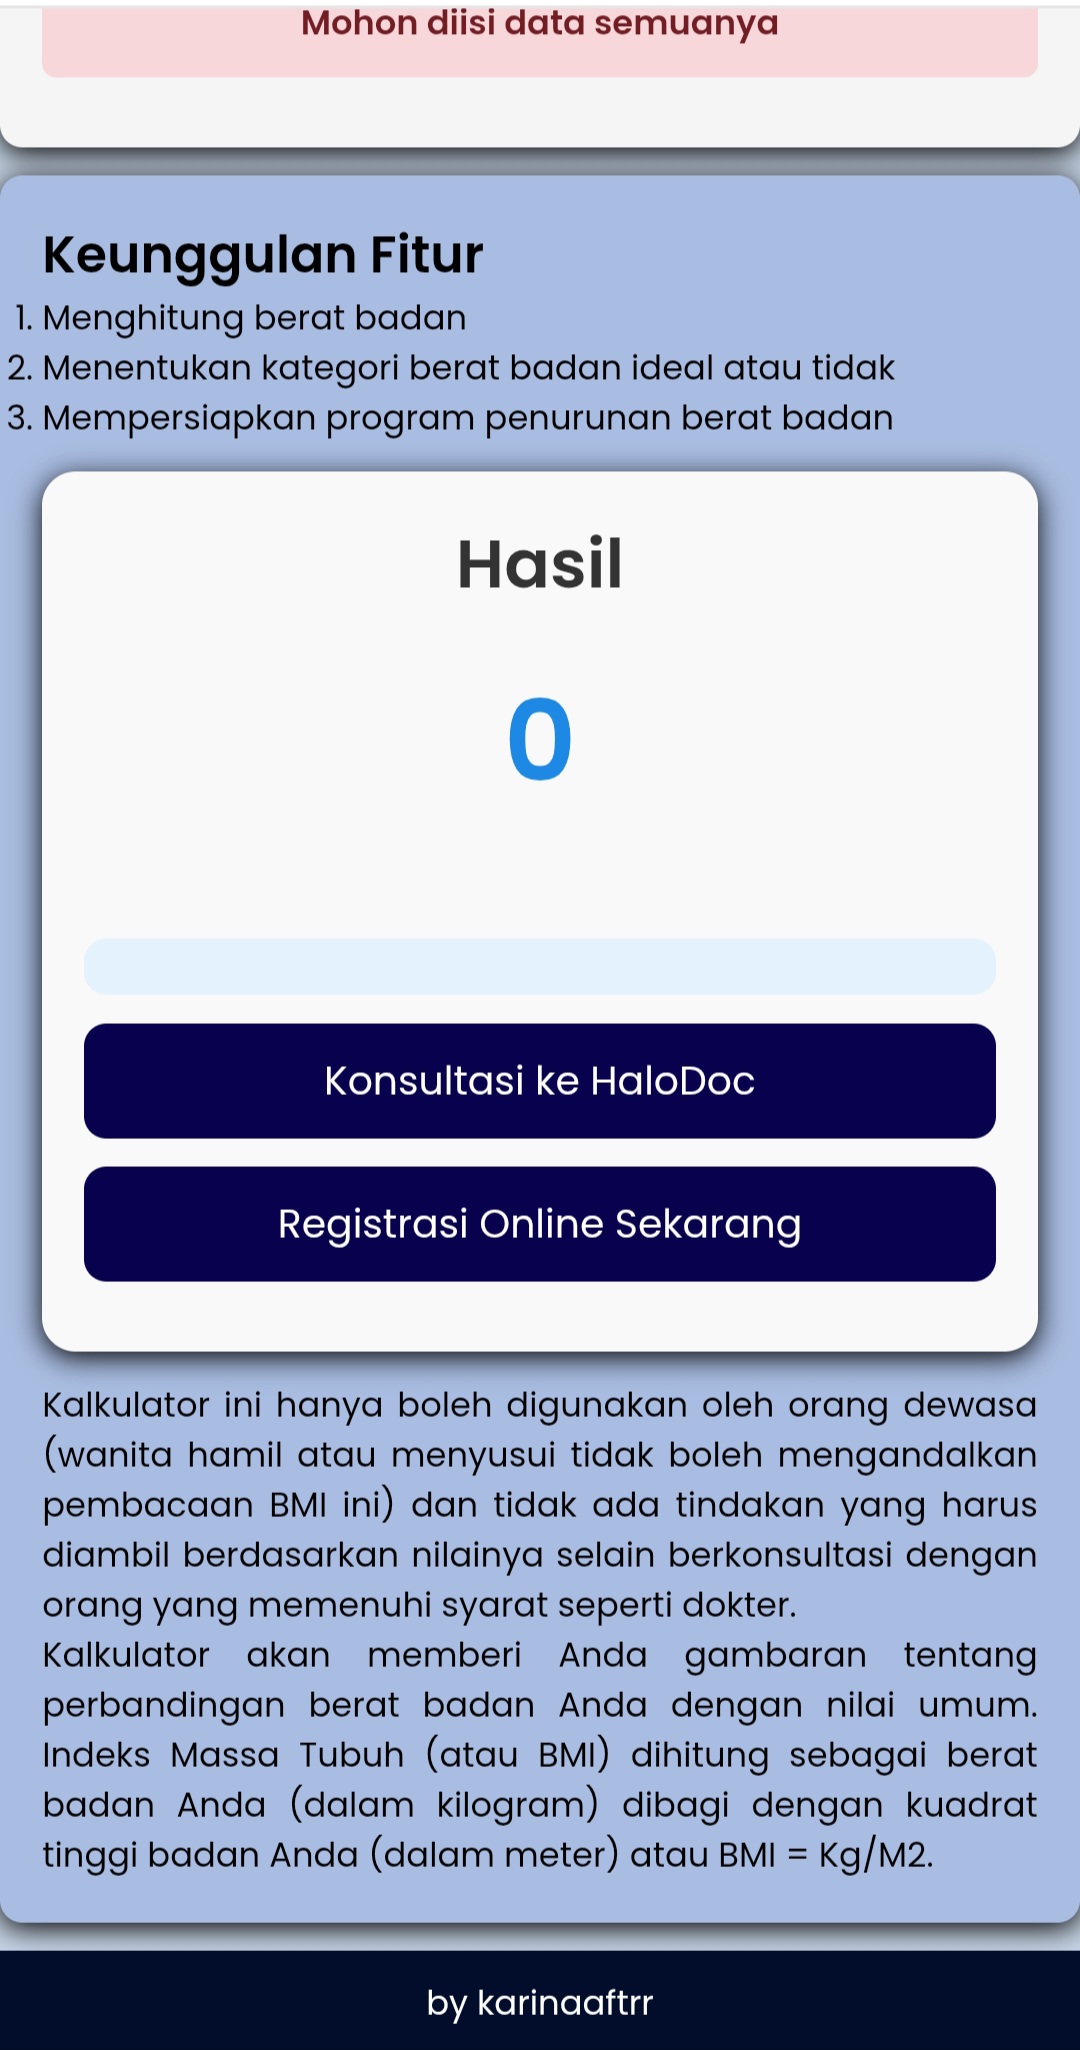 Mohon diisi data semuanya
Keunggulan Fitur
1. Menghitung berat badan
2. Menentukan kategori berat badan ideal atau tidak
3. Mempersiapkan program penurunan berat badan
Hasil
0
Konsultasi ke HaloDoc
Registrasi Online Sekarang
Kalkulator ini hanya boleh digunakan oleh orang dewasa
(wanita hamil atau menyusui tidak boleh mengandalkan
pembacaan BMI ini) dan tidak ada tindakan yang harus
diambil berdasarkan nilainya selain berkonsultasi dengan
orang yang memenuhi syarat seperti dokter.
Kalkulator akan memberi Anda gambaran tentang
perbandingan berat badan Anda dengan nilai umum.
Indeks Massa Tubuh (atau BMI) dihitung sebagai berat
badan Anda (dalam kilogram) dibagi dengan kuadrat
tinggi badan Anda (dalam meter) atau BMI = Kg/M2.
by karinaaftrr